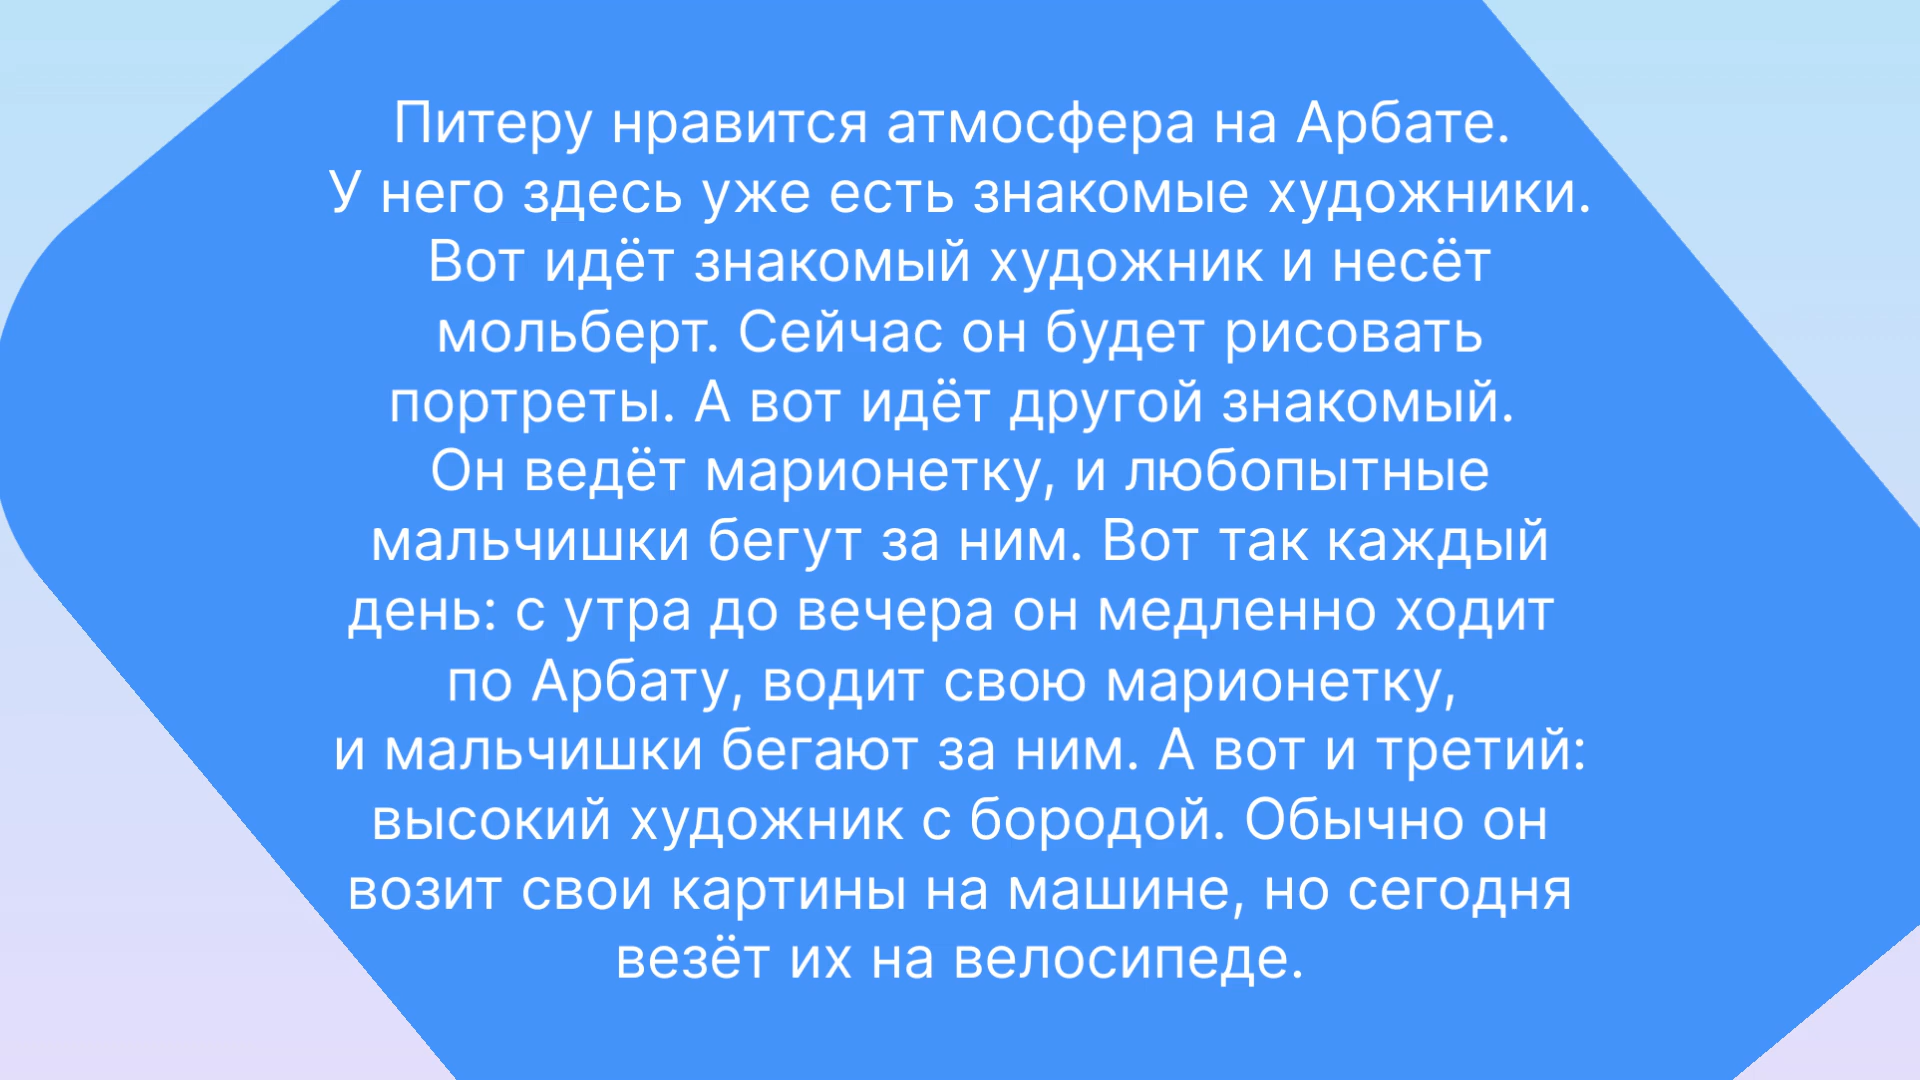 Питеру нравится атмосфера на Арбате.
У него здесь уже есть знакомые художники.
Вот идёт знакомый художник и несёт
мольберт. Сейчас он будет рисовать
портреты. А вот идёт другой знакомый.
Он ведёт марионетку, и любопытные
мальчишки бегут за ним. Вот так каждый
день: с утра до вечера он медленно ходит
по Арбату, водит свою марионетку,
и мальчишки бегают за ним. А вот и третий:
высокий художник с бородой. Обычно он
возит свои картины на машине, но сегодня
везёт их на велосипеде.